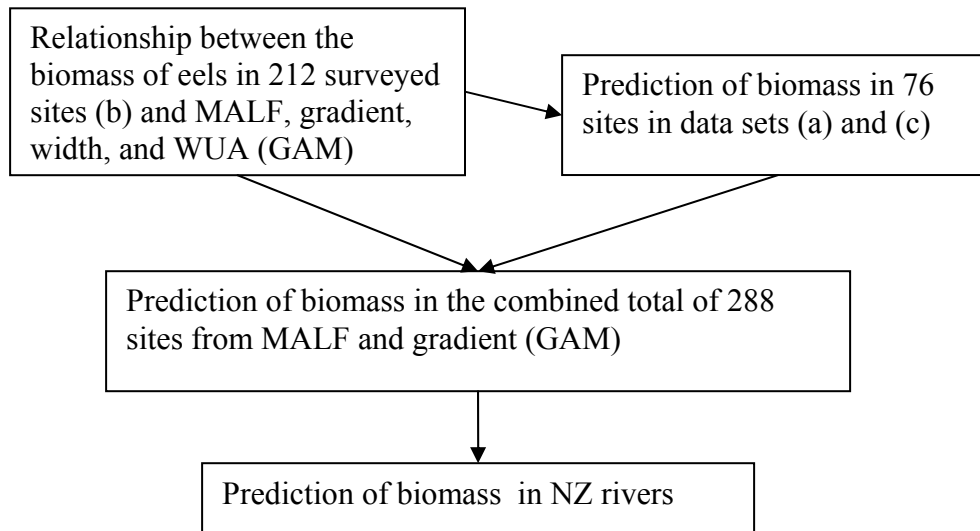 Relationship between the
biomass of eels in 212 surveyed
sites (b) and MALF, gradient,
width, and WUA (GAM)
Prediction of biomass in 76
sites in data sets (a) and (c)
Prediction of biomass in the combined total of 288
sites from MALF and gradient (GAM)
Prediction of biomass  in NZ rivers